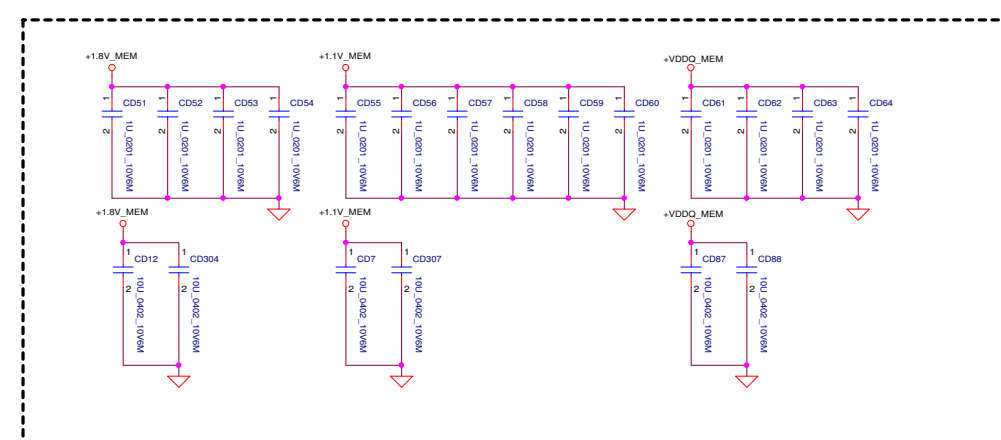 +1.8V_MEM
+1.1V_MEM
+VDDQ_MEM
1 CD51 1 CD52 1 CD53 1 CD54 1 CD55 1 CD56 1 CD57 1 CD58 1 CD59 1 CD60 1 CD61 1 CD62 1 CD63 1 CD64
2 2 2 2 2 2 2 2 2 2 2 2 2 2
1U_0201_10V6M
1U_0201_10V6M
1U_0201_10V6M
1U_0201_10V6M
1U_0201_10V6M
1U_0201_10V6M
1U_0201_10V6M
1U_0201_10V6M
1U_0201_10V6M
1U_0201_10V6M
1U_0201_10V6M
1U_0201_10V6M
1U_0201_10V6M
1U_0201_10V6M
+1.8V_MEM
+1.1V_MEM
+VDDQ_MEM
1 CD12 1 CD304 1 CD7 1 CD307 1 CD87 1 CD88
2 2 2 2 2 2
10U_0402_10V6M
10U_0402_10V6M
10U_0402_10V6M
10U_0402_10V6M
10U_0402_10V6M
10U_0402_10V6M